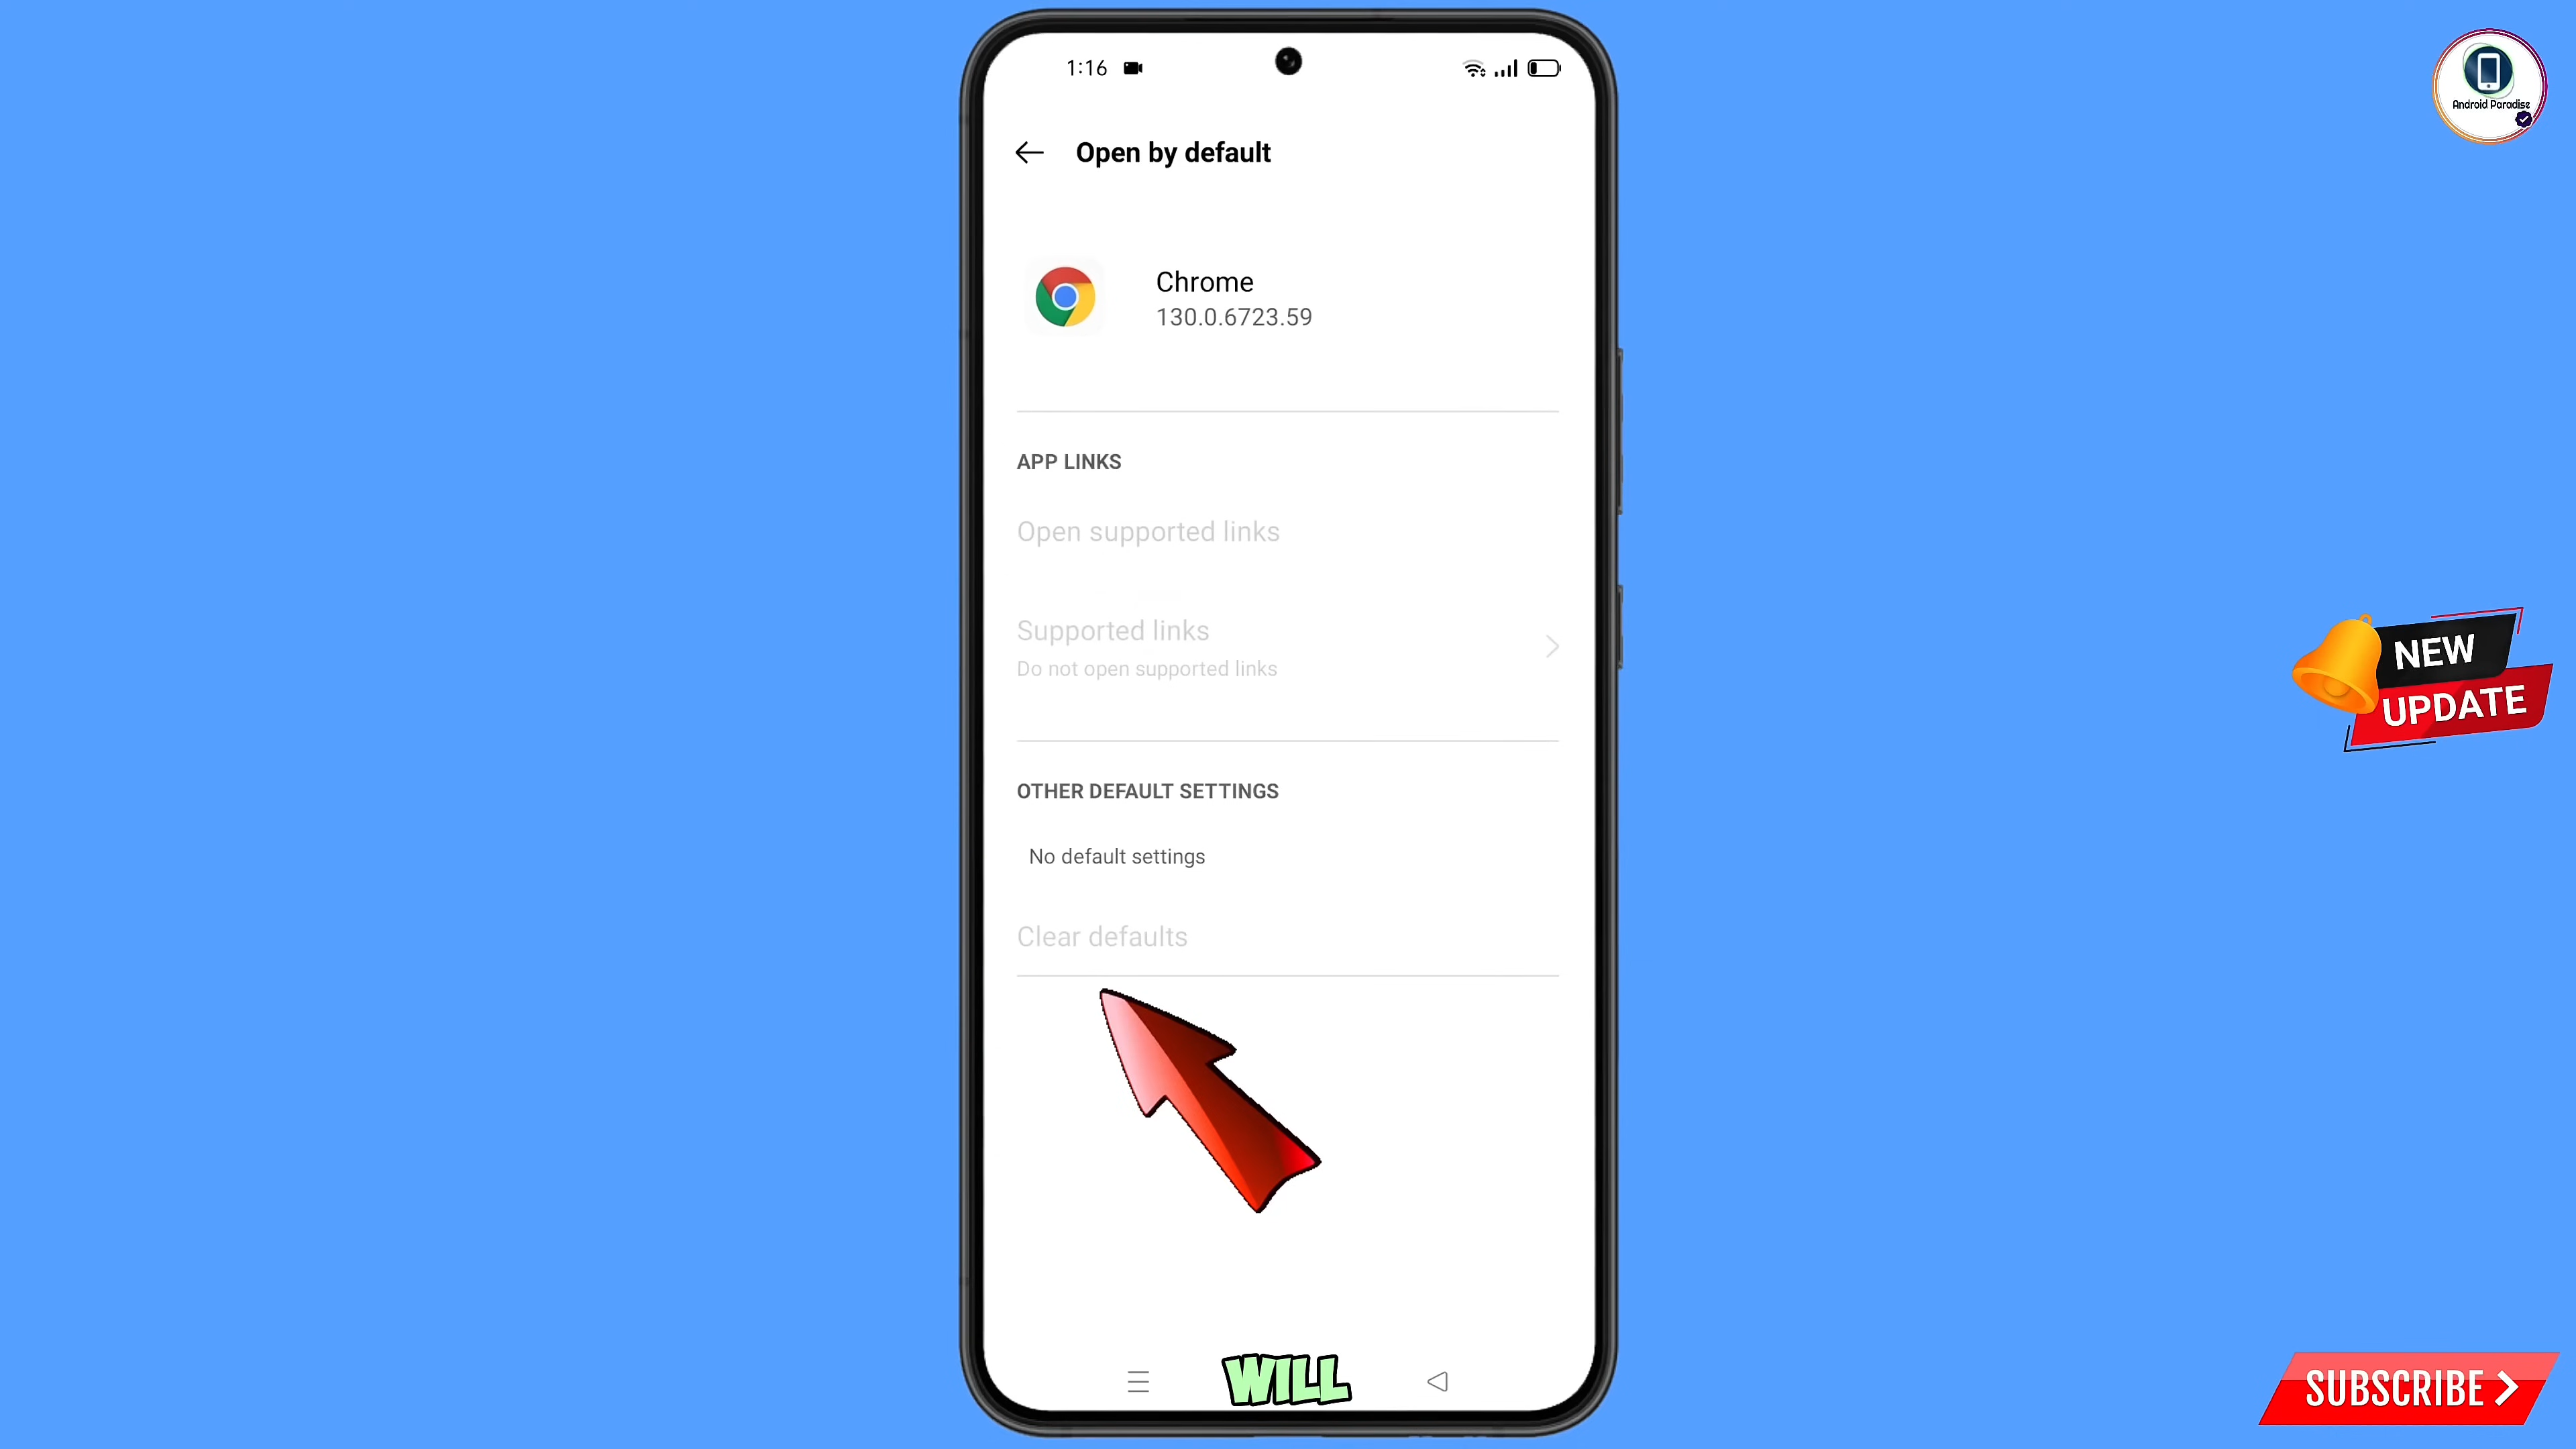 1:16
Open by default
Chrome
130.0.6723.59
APP LINKS
Open supported links
Supported links
Do not open supported links
OTHER DEFAULT SETTINGS
No default settings
Clear defaults
WILL
Android Paradise
NEW
UPDATE
SUBSCRIBE